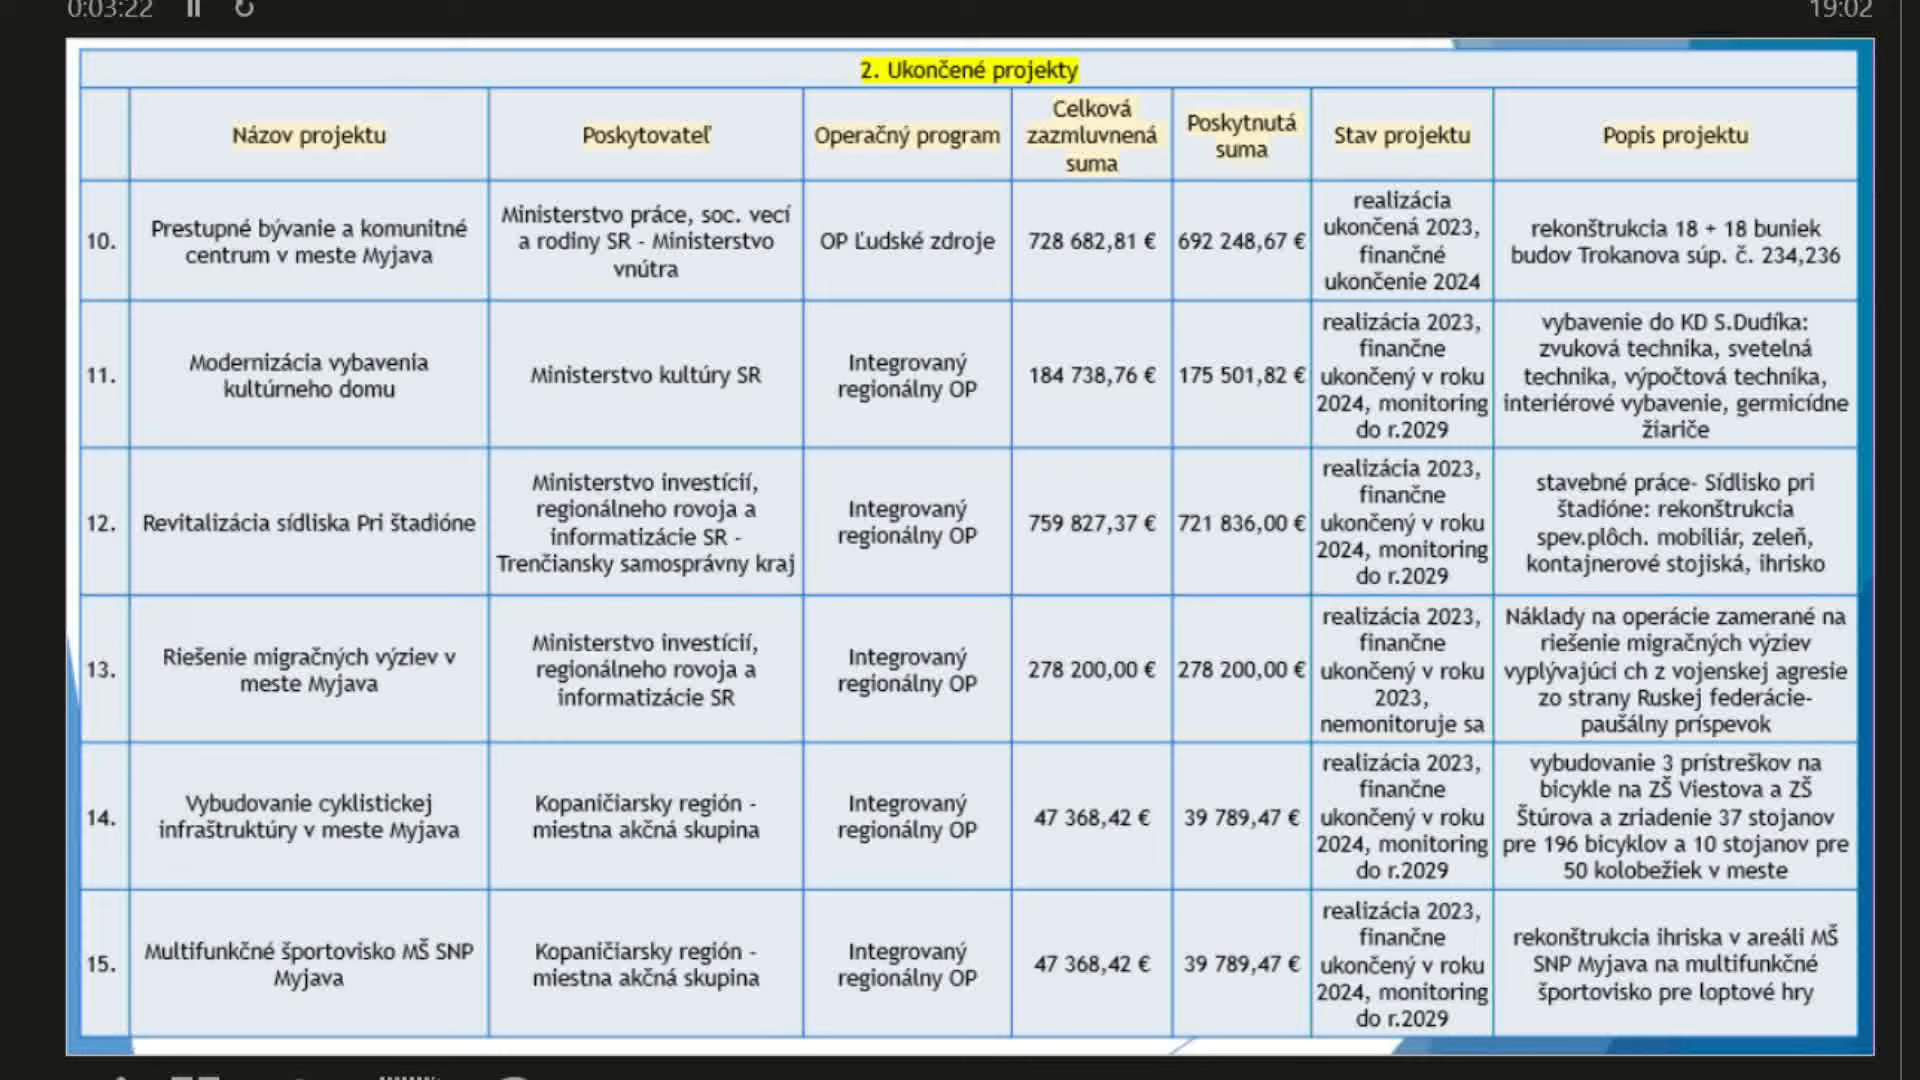 0:03:22
19:02
2. Ukončené projekty
Názov projektu
Poskytovateľ
Operačný program
Celková
zazmluvnená
suma
Poskytnutá
suma
Stav projektu
Popis projektu
10.
Prestupné bývanie a komunitné
centrum v meste Myjava
Ministerstvo práce, soc. vecí
a rodiny SR - Ministerstvo
vnútra
OP Ľudské zdroje
728 682,81 €
692 248,67 €
realizácia
ukončená 2023,
finančné
ukončenie 2024
rekonštrukcia 18 + 18 buniek
budov Trokanova súp. č. 234,236
11.
Modernizácia vybavenia
kultúrneho domu
Ministerstvo kultúry SR
Integrovaný
regionálny OP
184 738,76 €
175 501,82 €
realizácia 2023,
finančne
ukončený v roku
2024, monitoring
do r.2029
vybavenie do KD S.Dudíka:
zvuková technika, svetelná
technika, výpočtová technika,
interiérové vybavenie, germicídne
žiariče
12.
Revitalizácia sídliska Pri štadióne
Ministerstvo investícií,
regionálneho rovoja a
informatizácie SR -
Trenčiansky samosprávny kraj
Integrovaný
regionálny OP
759 827,37 €
721 836,00 €
realizácia 2023,
finančne
ukončený v roku
2024, monitoring
do r.2029
stavebné práce- Sídlisko pri
štadióne: rekonštrukcia
spev.plôch. mobiliár, zeleň,
kontajnerové stojiská, ihrisko
13.
Riešenie migračných výziev v
meste Myjava
Ministerstvo investícií,
regionálneho rovoja a
informatizácie SR
Integrovaný
regionálny OP
278 200,00 €
278 200,00 €
realizácia 2023,
finančne
ukončený v roku
2023,
nemonitoruje sa
Náklady na operácie zamerané na
riešenie migračných výziev
vyplývajúci ch z vojenskej agresie
zo strany Ruskej federácie-
paušálny príspevok
14.
Vybudovanie cyklistickej
infraštruktúry v meste Myjava
Kopaničiarsky región -
miestna akčná skupina
Integrovaný
regionálny OP
47 368,42 €
39 789,47 €
realizácia 2023,
finančne
ukončený v roku
2024, monitoring
do r.2029
vybudovanie 3 prístreškov na
bicykle na ZŠ Viestova a ZŠ
Štúrova a zriadenie 37 stojanov
pre 196 bicyklov a 10 stojanov pre
50 kolobežiek v meste
15.
Multifunkčné športovisko MŠ SNP
Myjava
Kopaničiarsky región -
miestna akčná skupina
Integrovaný
regionálny OP
47 368,42 €
39 789,47 €
realizácia 2023,
finančne
ukončený v roku
2024, monitoring
do r.2029
rekonštrukcia ihriska v areáli MŠ
SNP Myjava na multifunkčné
športovisko pre loptové hry